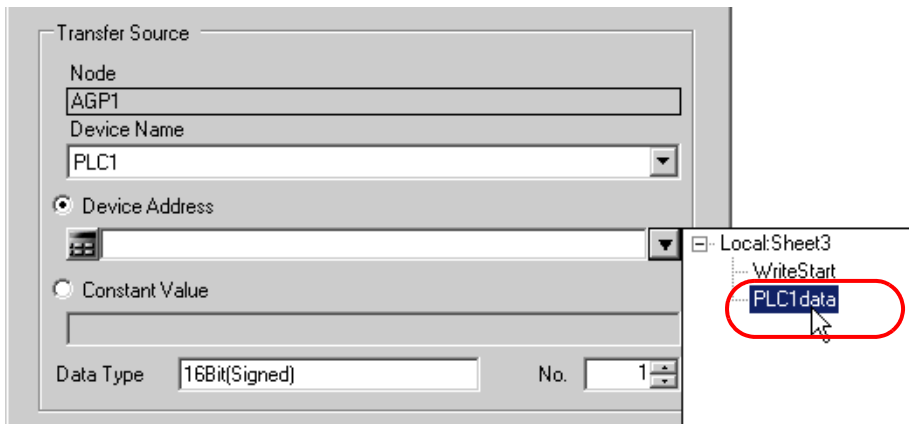 Transfer Source
Node
AGP1
Device Name
PLC1
Device Address
Local:Sheet3
WriteStart
PLC1data
Constant Value
Data Type 16Bit(Signed) No. 1